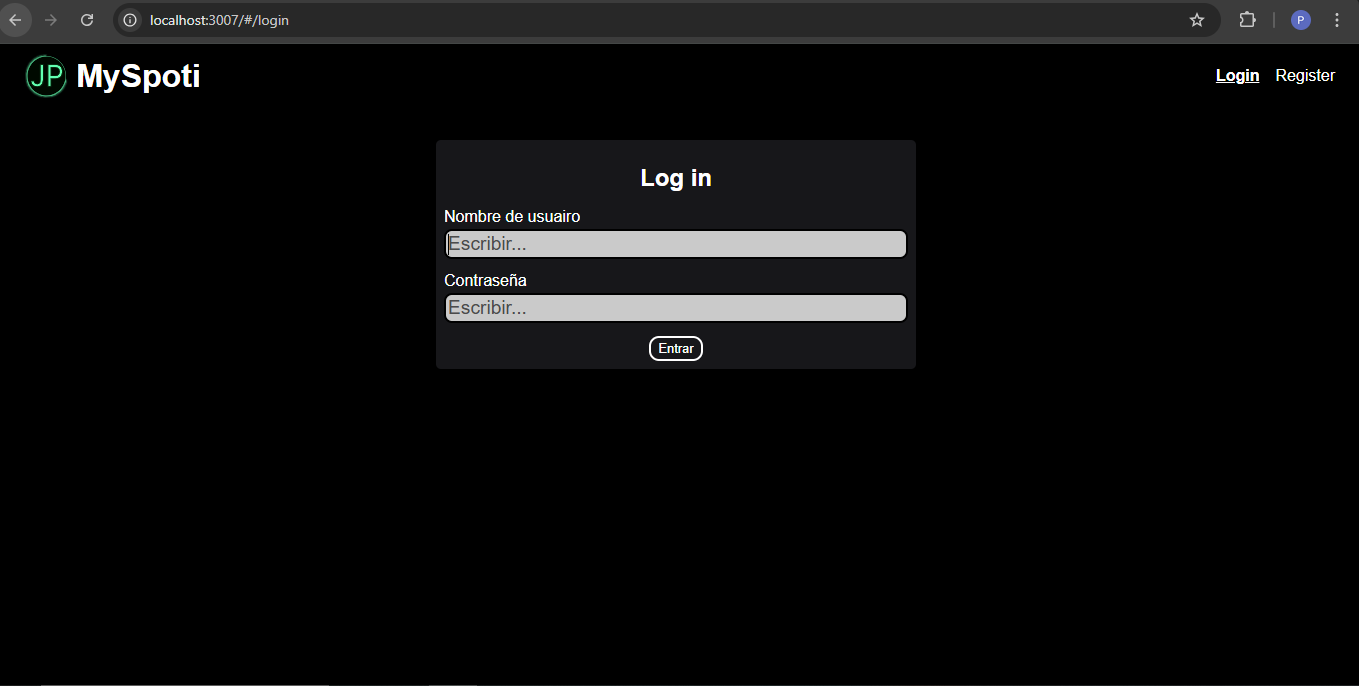 localhost:3007/#/login
P
JP MySpoti
Login Register
Log in
Nombre de usuairo
Escribir...
Contraseña
Escribir...
Entrar